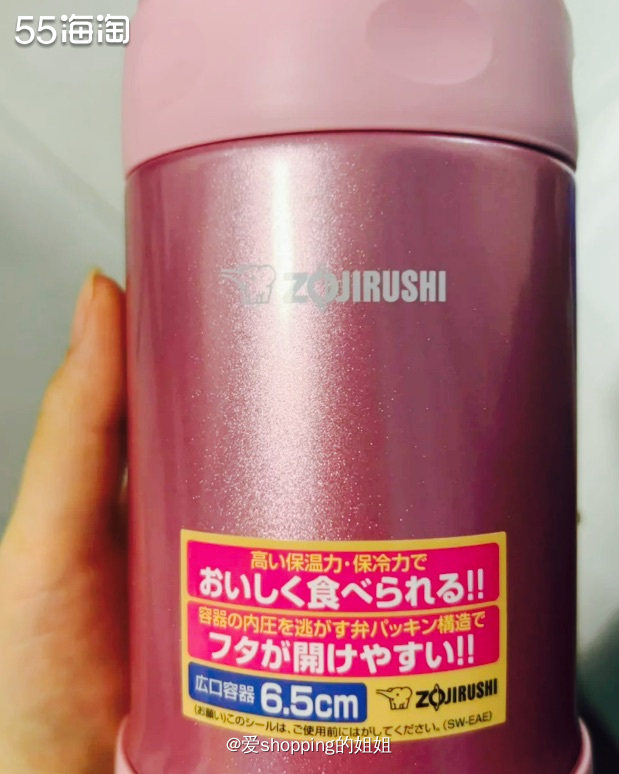 55海淘
ZOJIRUSHI
高い保温力・保冷力で
おいしく食べられる!!
容器の内圧を逃がす弁パッキン構造で
フタが開けやすい!!
広口容器 6.5cm ZOJIRUSHI
(お願い)このシールは、ご使用前にはがしてください。(SW-EAE)
@爱shopping的姐姐